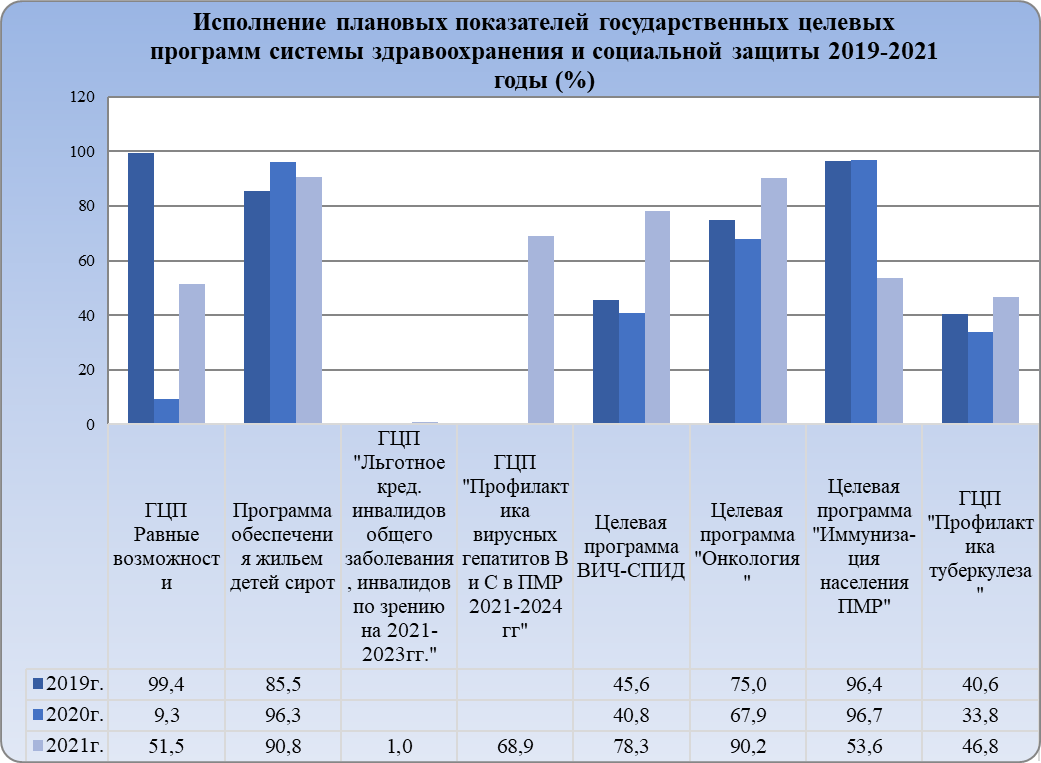 Исполнение плановых показателей государственных целевых
программ системы здравоохранения и социальной защиты 2019-2021
годы (%)
120
100
80
60
40
20
0
ГЦП
Равные
возможност
и
Программа
обеспечени
я жильем
детей сирот
ГЦП
"Льготное
кред.
инвалидов
общего
заболевания
, инвалидов
по зрению
на 2021-
2023гг."
ГЦП
"Профилакт
ика
вирусных
гепатитов В
и С в ПМР
2021-2024
гг"
Целевая
программа
ВИЧ-СПИД
Целевая
программа
"Онкология
"
Целевая
программа
"Иммуниза-
ция
населения
ПМР"
ГЦП
"Профилакт
ика
туберкулеза
"
2019г. 99,4 85,5 45,6 75,0 96,4 40,6
2020г. 9,3 96,3 40,8 67,9 96,7 33,8
2021г. 51,5 90,8 1,0 68,9 78,3 90,2 53,6 46,8